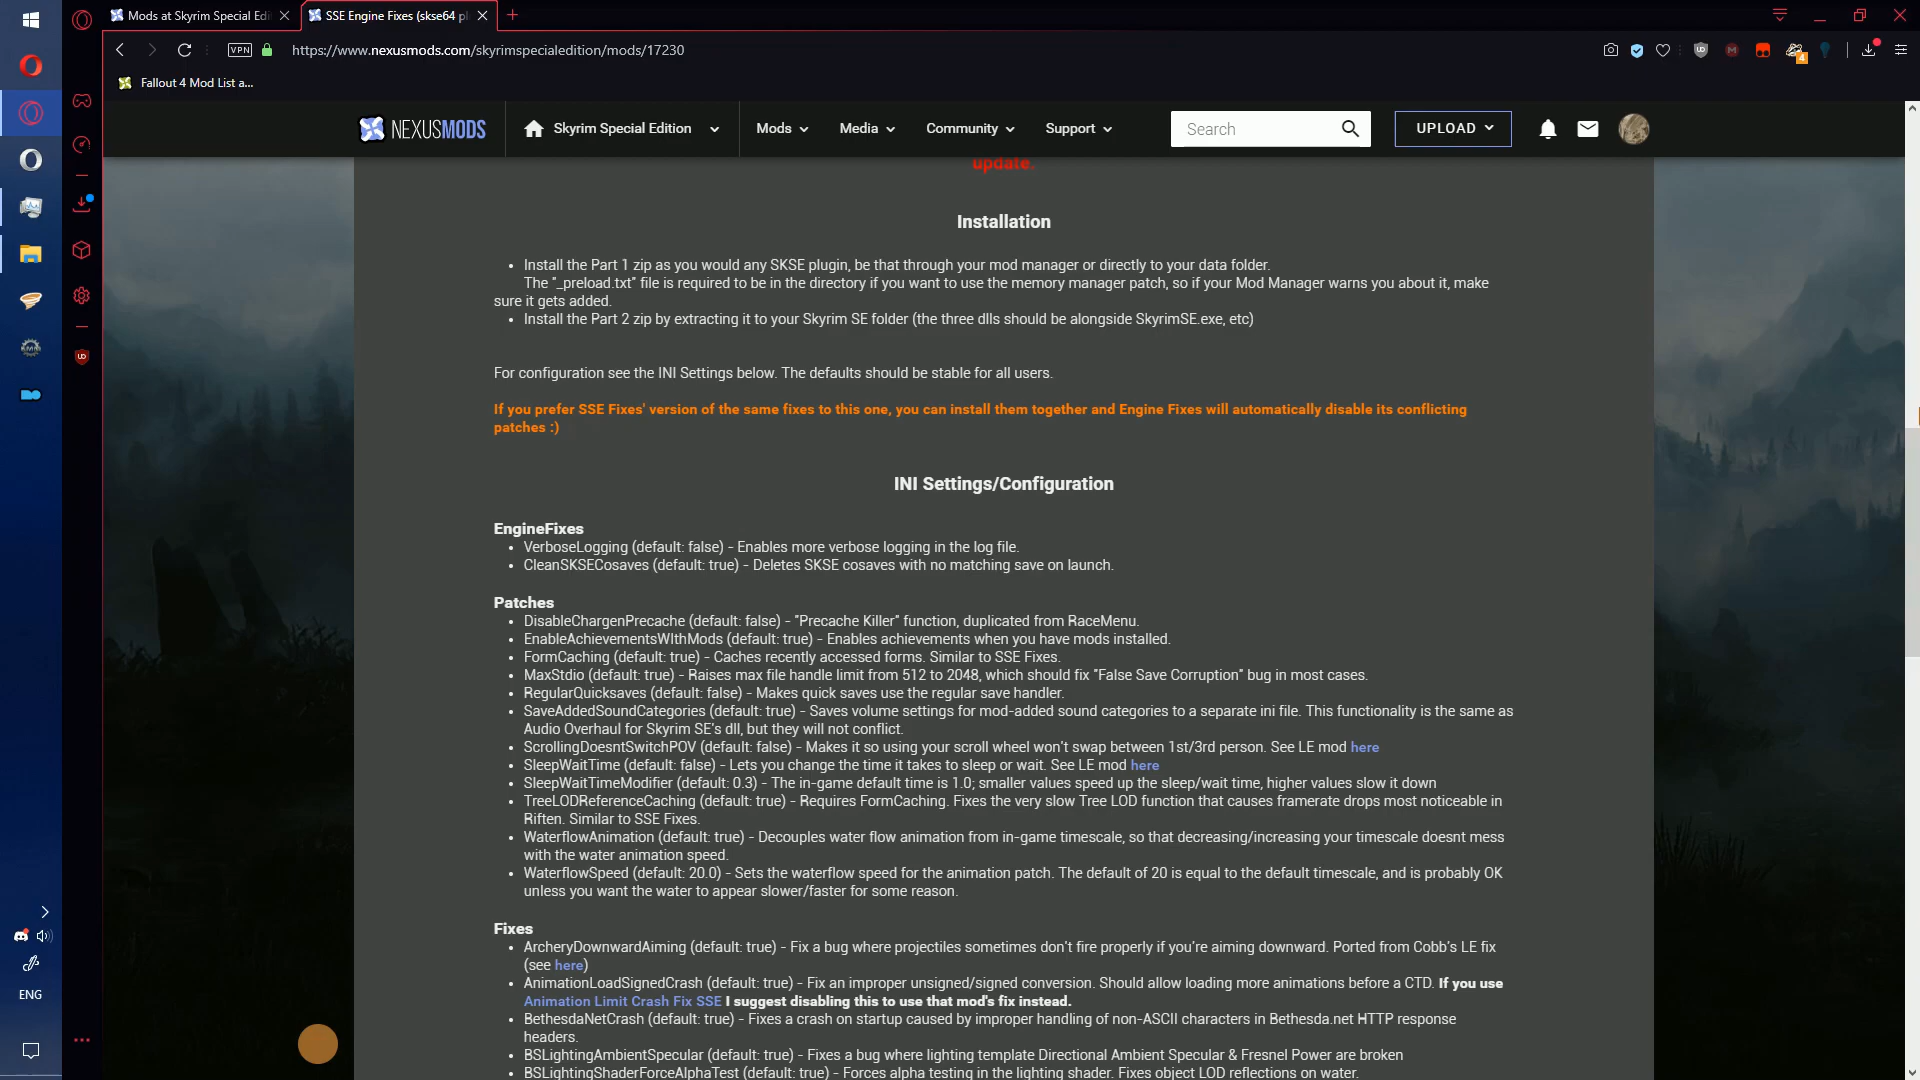 Mods at Skyrim Special Edi
SSE Engine Fixes (skse64 pl
VPN
https://www.nexusmods.com/skyrimspecialedition/mods/17230
4
Fallout 4 Mod List a...
NEXUSMODS
Skyrim Special Edition
Mods
Media
Community
Support
Search
UPLOAD
update.
Installation
• Install the Part 1 zip as you would any SKSE plugin, be that through your mod manager or directly to your data folder.
The "_preload.txt" file is required to be in the directory if you want to use the memory manager patch, so if your Mod Manager warns you about it, make
sure it gets added.
• Install the Part 2 zip by extracting it to your Skyrim SE folder (the three dlls should be alongside SkyrimSE.exe, etc)
For configuration see the INI Settings below. The defaults should be stable for all users.
If you prefer SSE Fixes' version of the same fixes to this one, you can install them together and Engine Fixes will automatically disable its conflicting
patches :)
INI Settings/Configuration
EngineFixes
• VerboseLogging (default: false) - Enables more verbose logging in the log file.
• CleanSKSECosaves (default: true) - Deletes SKSE cosaves with no matching save on launch.
Patches
• DisableChargenPrecache (default: false) - "Precache Killer" function, duplicated from RaceMenu.
• EnableAchievementsWIthMods (default: true) - Enables achievements when you have mods installed.
• FormCaching (default: true) - Caches recently accessed forms. Similar to SSE Fixes.
• MaxStdio (default: true) - Raises max file handle limit from 512 to 2048, which should fix "False Save Corruption" bug in most cases.
• RegularQuicksaves (default: false) - Makes quick saves use the regular save handler.
• SaveAddedSoundCategories (default: true) - Saves volume settings for mod-added sound categories to a separate ini file. This functionality is the same as
Audio Overhaul for Skyrim SE's dll, but they will not conflict.
• ScrollingDoesntSwitchPOV (default: false) - Makes it so using your scroll wheel won't swap between 1st/3rd person. See LE mod here
• SleepWaitTime (default: false) - Lets you change the time it takes to sleep or wait. See LE mod here
• SleepWaitTimeModifier (default: 0.3) - The in-game default time is 1.0; smaller values speed up the sleep/wait time, higher values slow it down
• TreeLODReferenceCaching (default: true) - Requires FormCaching. Fixes the very slow Tree LOD function that causes framerate drops most noticeable in
Riften. Similar to SSE Fixes.
• WaterflowAnimation (default: true) - Decouples water flow animation from in-game timescale, so that decreasing/increasing your timescale doesnt mess
with the water animation speed.
• WaterflowSpeed (default: 20.0) - Sets the waterflow speed for the animation patch. The default of 20 is equal to the default timescale, and is probably OK
unless you want the water to appear slower/faster for some reason.
Fixes
• ArcheryDownwardAiming (default: true) - Fix a bug where projectiles sometimes don't fire properly if you're aiming downward. Ported from Cobb's LE fix
(see here)
• AnimationLoadSignedCrash (default: true) - Fix an improper unsigned/signed conversion. Should allow loading more animations before a CTD. If you use
Animation Limit Crash Fix SSE I suggest disabling this to use that mod's fix instead.
• BethesdaNetCrash (default: true) - Fixes a crash on startup caused by improper handling of non-ASCII characters in Bethesda.net HTTP response
headers.
• BSLightingAmbientSpecular (default: true) - Fixes a bug where lighting template Directional Ambient Specular & Fresnel Power are broken
• BSLightingShaderForceAlphaTest (default: true) - Forces alpha testing in the lighting shader. Fixes object LOD reflections on water.
ENG